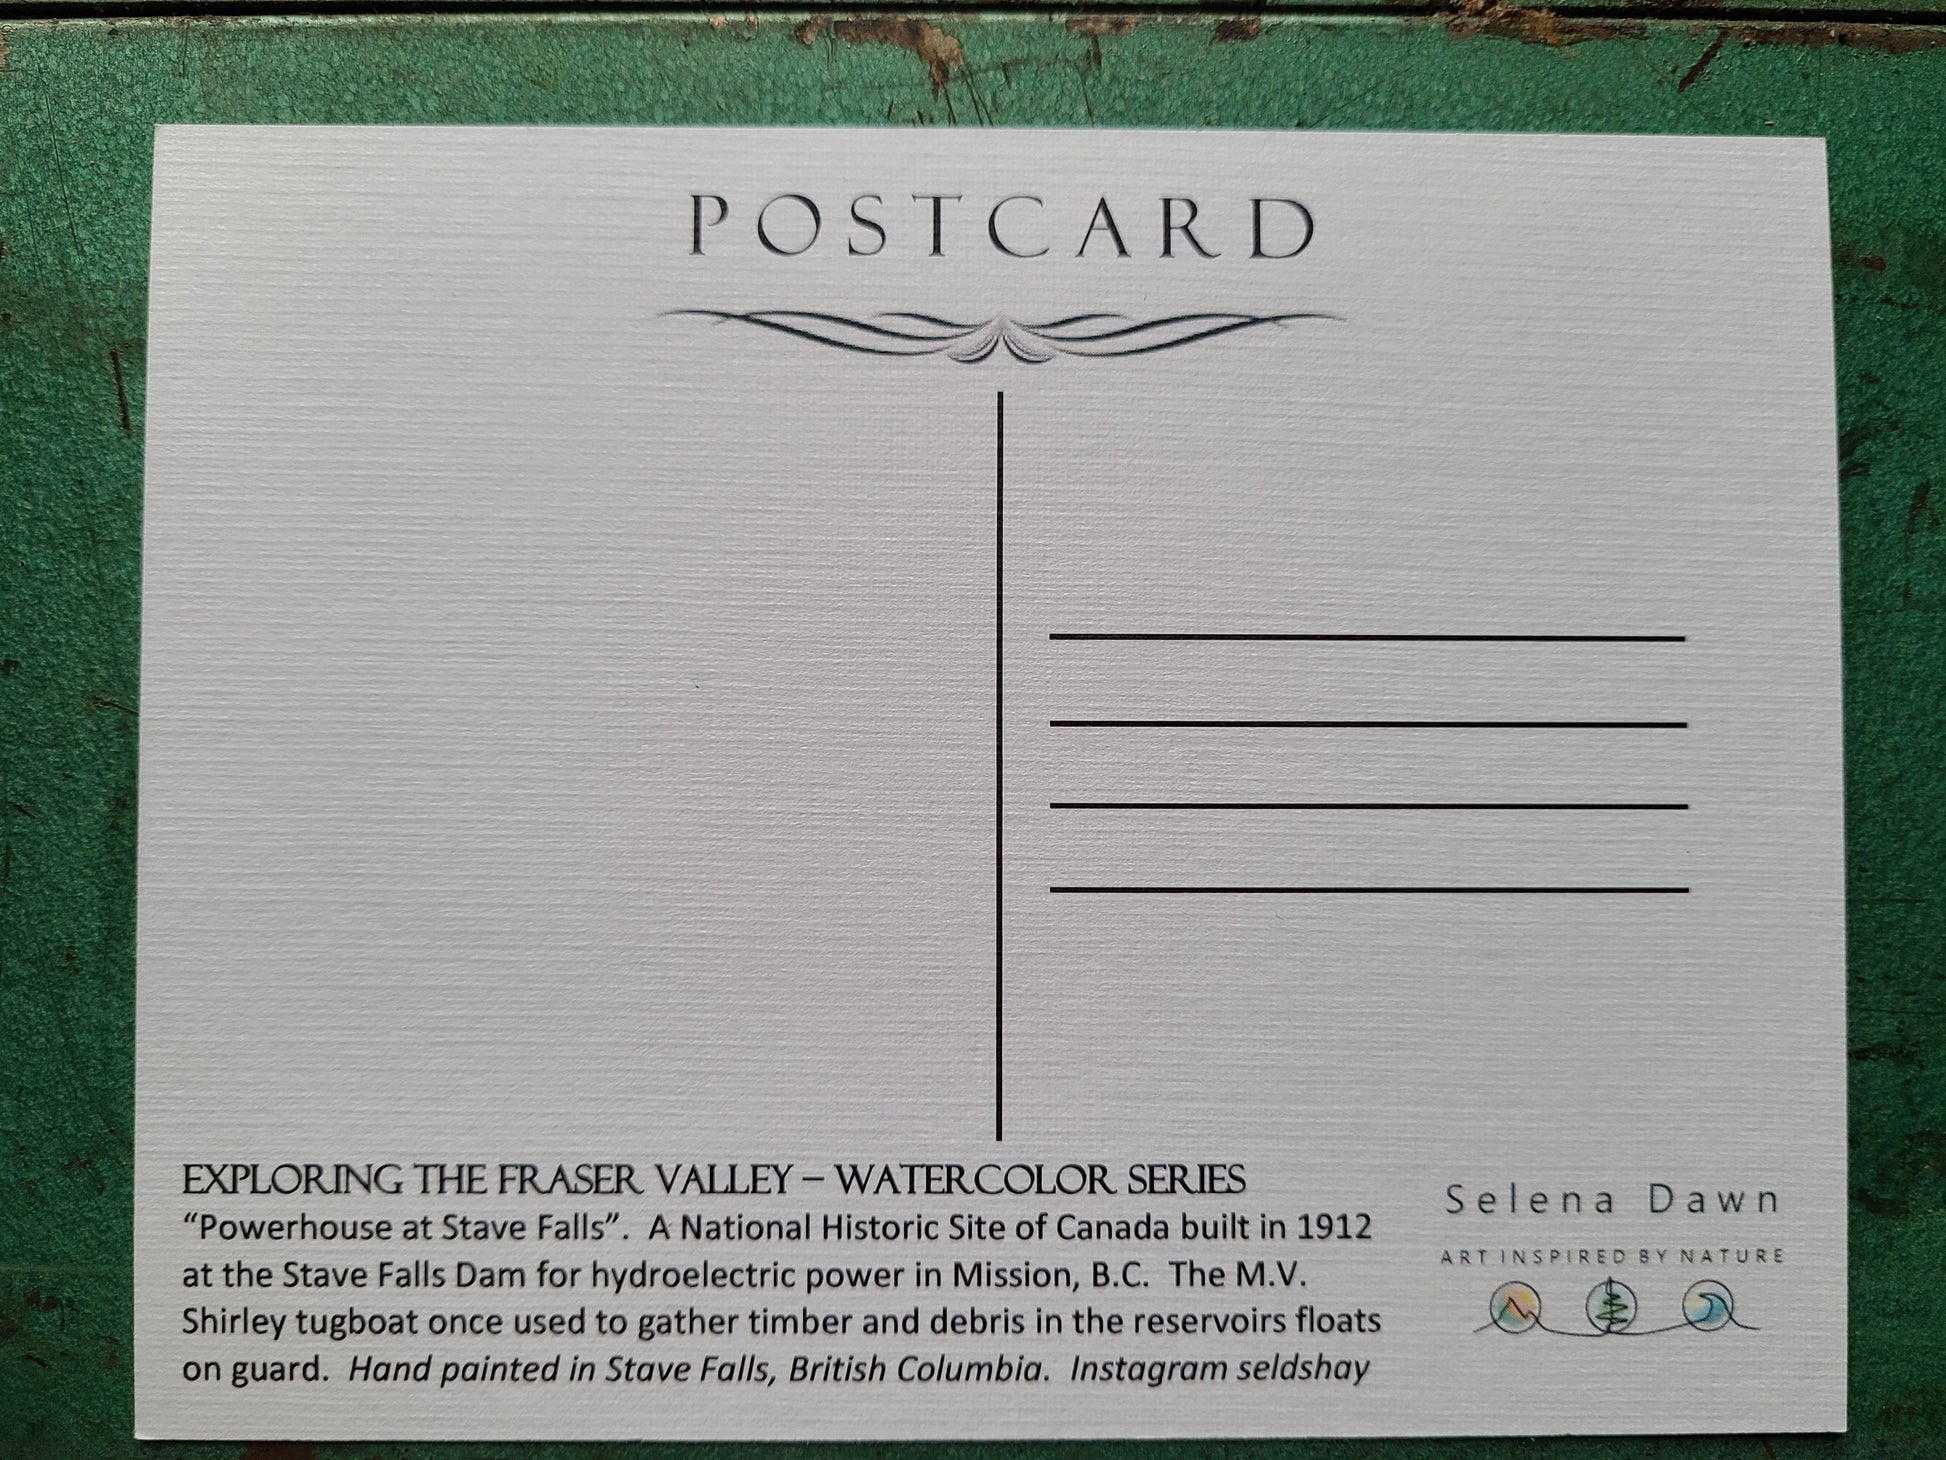 POSTCARD
EXPLORING THE FRASER VALLEY – WATERCOLOR SERIES
“Powerhouse at Stave Falls”.  A National Historic Site of Canada built in 1912
at the Stave Falls Dam for hydroelectric power in Mission, B.C.  The M.V.
Shirley tugboat once used to gather timber and debris in the reservoirs floats
on guard.  Hand painted in Stave Falls, British Columbia.  Instagram seldshay
Selena Dawn
ART INSPIRED BY NATURE